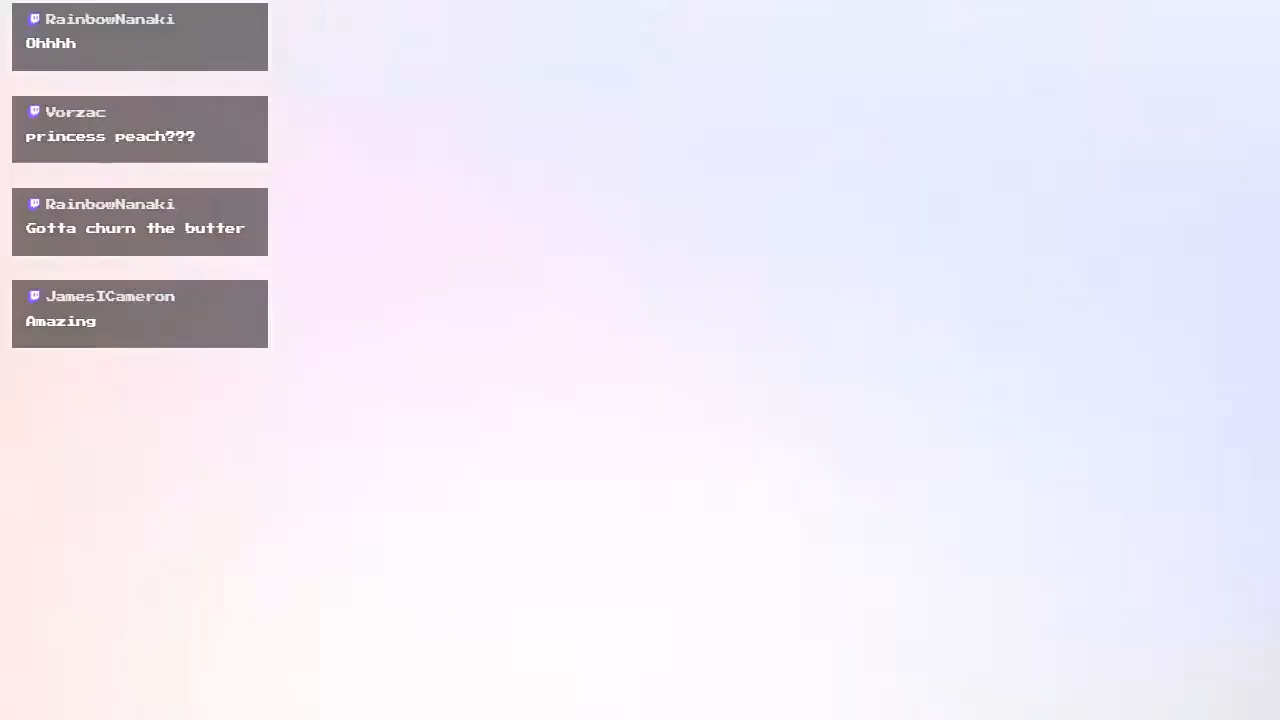 RainbowNanaki
Ohhhh
Vorzac
princess peach???
RainbowNanaki
Gotta churn the butter
JamesICameron
Amazing